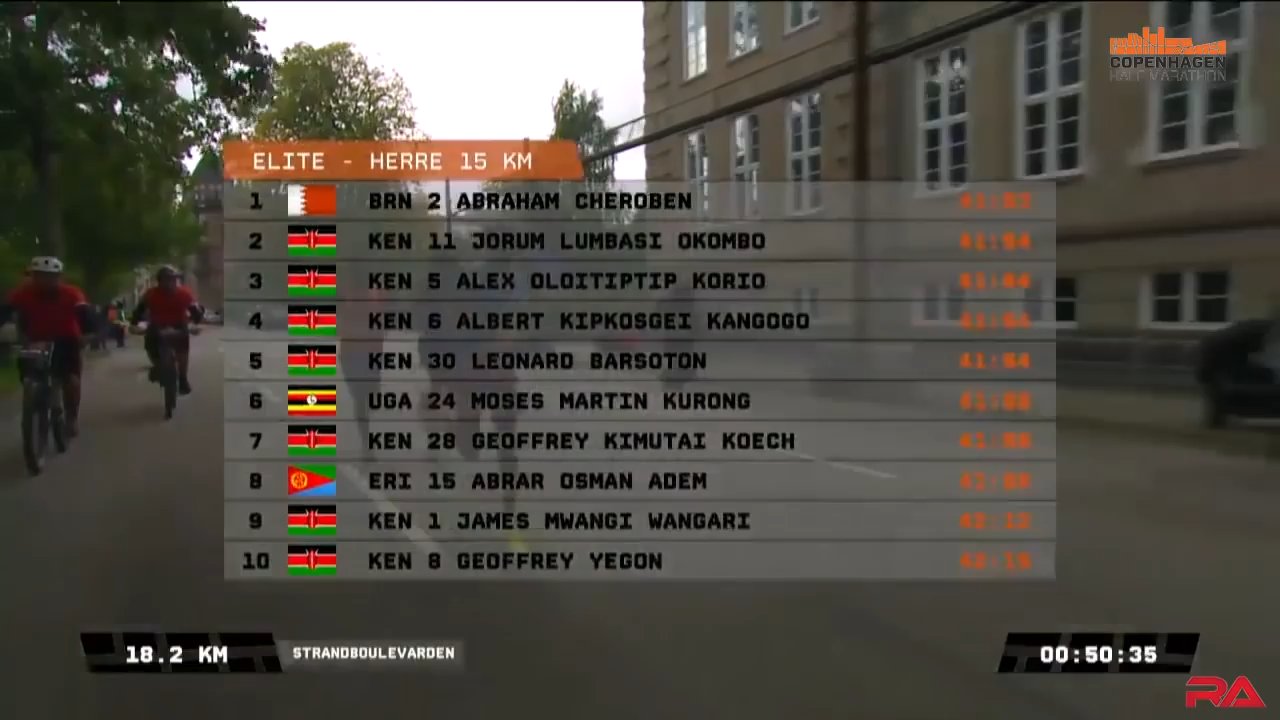 COPENHAGEN
HALF MARATHON
ELITE - HERRE 15 KM
1 BRN 2 ABRAHAM CHEROBEN
2 KEN 11 JORUM LUMBASI OKOMBO
3 KEN 5 ALEX OLOITIPTIP KORIO
4 KEN 6 ALBERT KIPKOSGEI KANGOGO
5 KEN 30 LEONARD BARSOTON
6 UGA 24 MOSES MARTIN KURONG
7 KEN 28 GEOFFREY KIMUTAI KOECH
8 ERI 15 ABRAR OSMAN ADEM
9 KEN 1 JAMES MWANGI WANGARI
10 KEN 8 GEOFFREY YEGON
18.2 KM STRANDBOULEVARDEN 00:50:35
RA